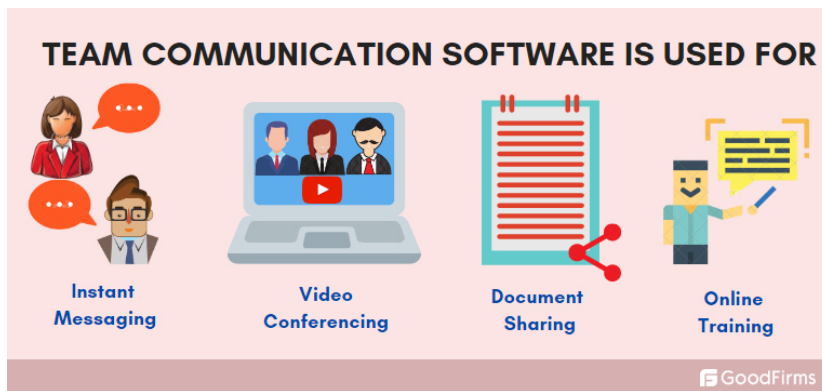 TEAM COMMUNICATION SOFTWARE IS USED FOR
Instant
Messaging
Video
Conferencing
Document
Sharing
Online
Training
GoodFirms